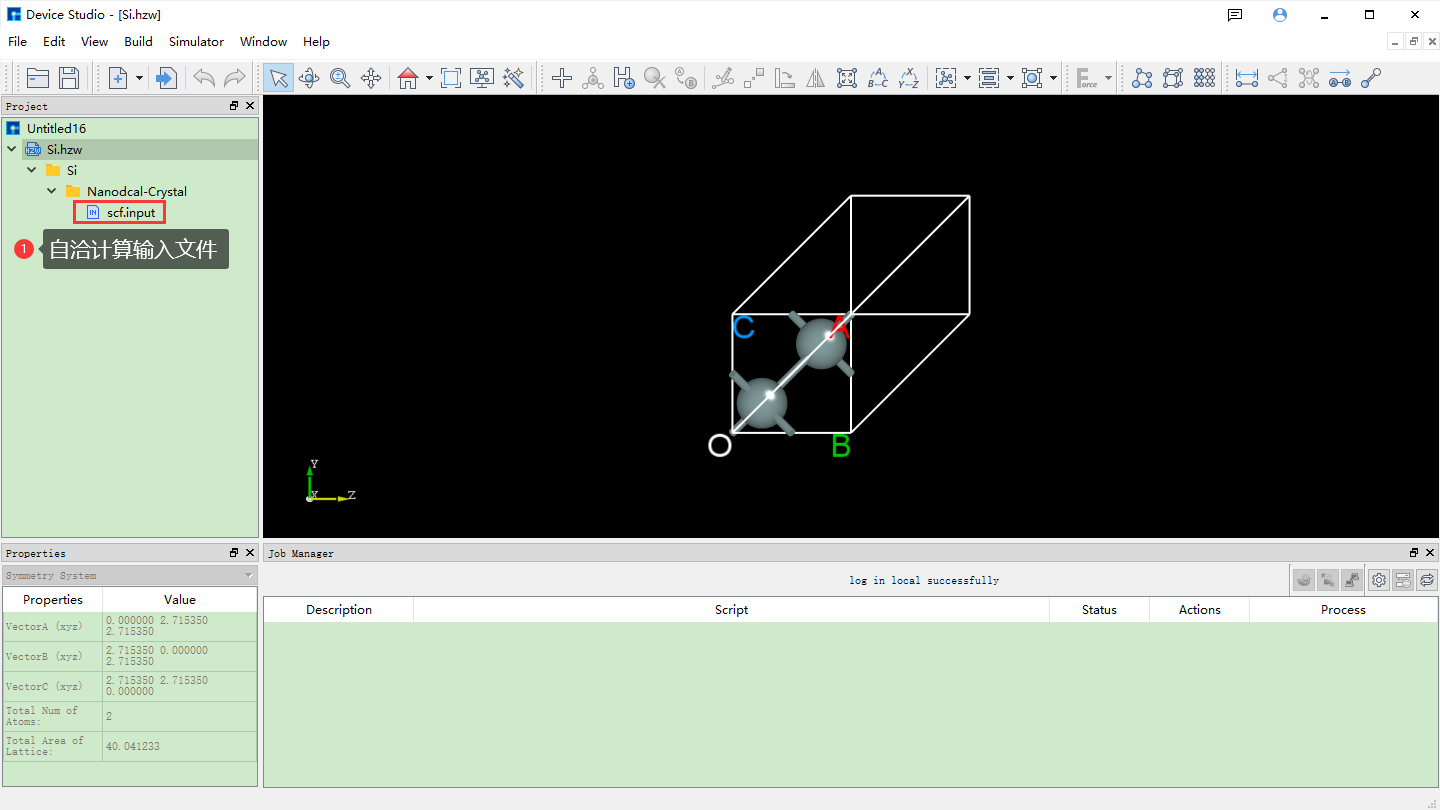 Device Studio - [Si.hzw]
File Edit View Build Simulator Window Help
Force
A
B
A
B-C
X
Y-Z
A-B
Project
Untitled16
Si.hzw
Si
Nanodcal-Crystal
IN scf.input
1 自洽计算输入文件
C
A
O
B
Y
X
Z
Properties
Symmetry System
Properties Value
VectorA (xyz) 0.000000 2.715350
2.715350
VectorB (xyz) 2.715350 0.000000
2.715350
VectorC (xyz) 2.715350 2.715350
0.000000
Total Num of
Atoms: 2
Total Area of
Lattice: 40.041233
Job Manager
log in local successfully
Description Script Status Actions Process